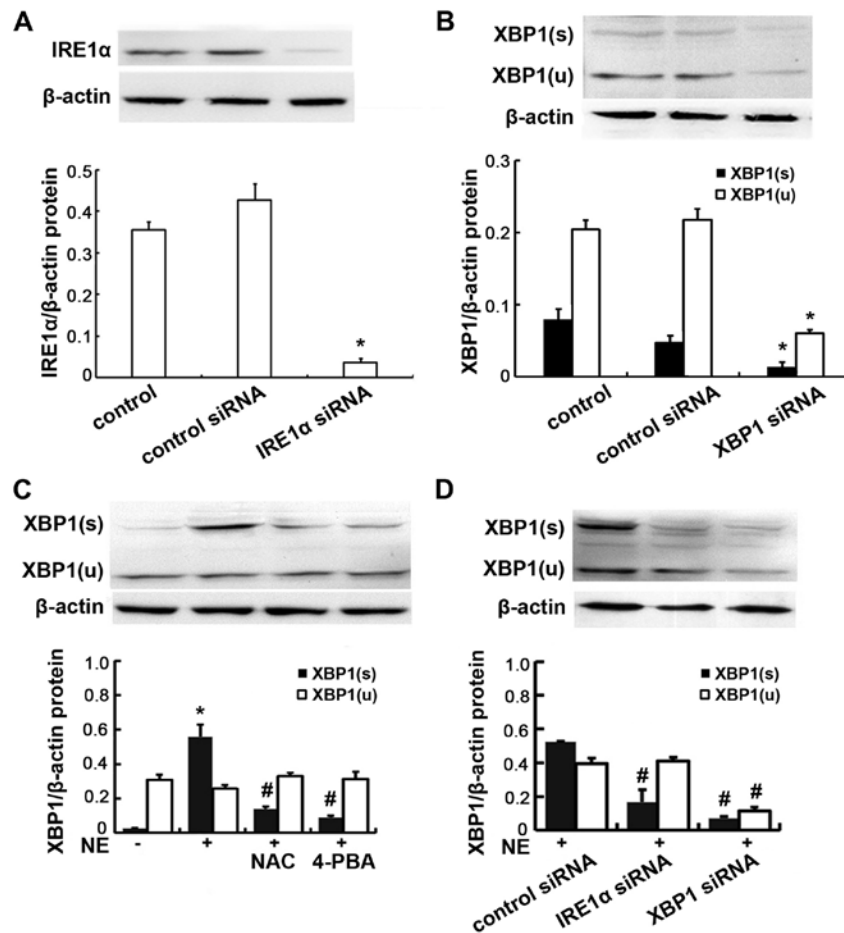 A
IRE1α
β-actin
IRE1α/β-actin protein
0.5
0.4
0.3
0.2
0.1
0
*
control
control siRNA
IRE1α siRNA
B
XBP1(s)
XBP1(u)
β-actin
XBP1/β-actin protein
0.3
0.2
0.1
0
XBP1(s)
XBP1(u)
* *
control
control siRNA
XBP1 siRNA
C
XBP1(s)
XBP1(u)
β-actin
XBP1/β-actin protein
1.0
0.8
0.6
0.4
0.2
0
XBP1(s)
XBP1(u)
* # #
NE - + + +
NAC 4-PBA
D
XBP1(s)
XBP1(u)
β-actin
XBP1/β-actin protein
1.0
0.8
0.6
0.4
0.2
0
XBP1(s)
XBP1(u)
# # #
NE + + +
control siRNA
IRE1α siRNA
XBP1 siRNA